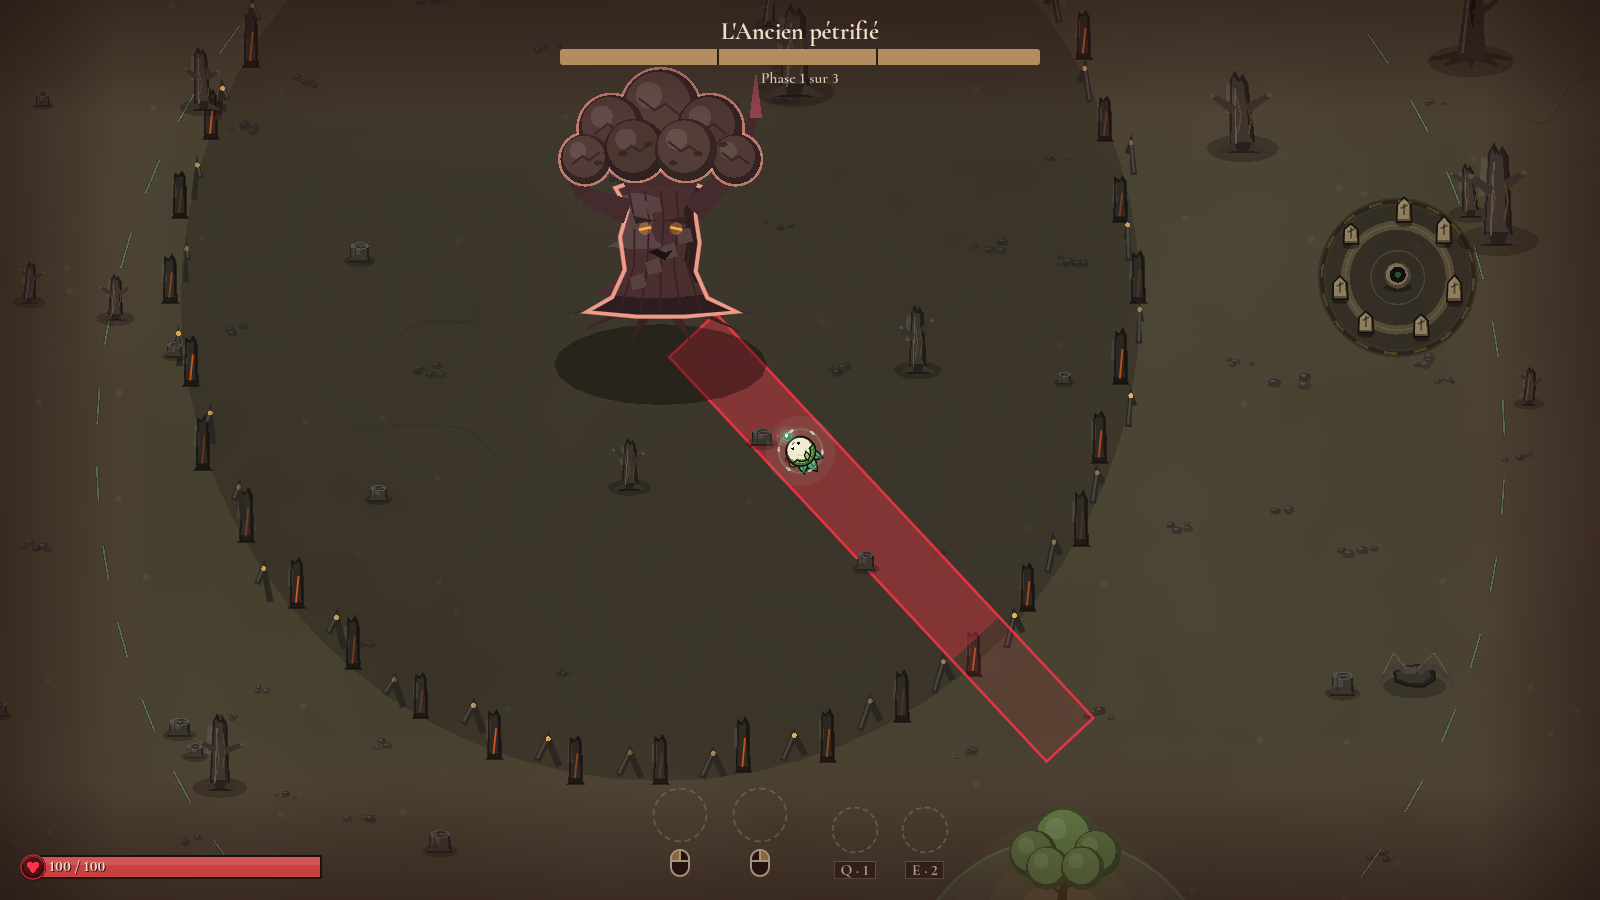 L'Ancien pétrifié
Phase 1 sur 3
100 / 100
Q · 1
E · 2